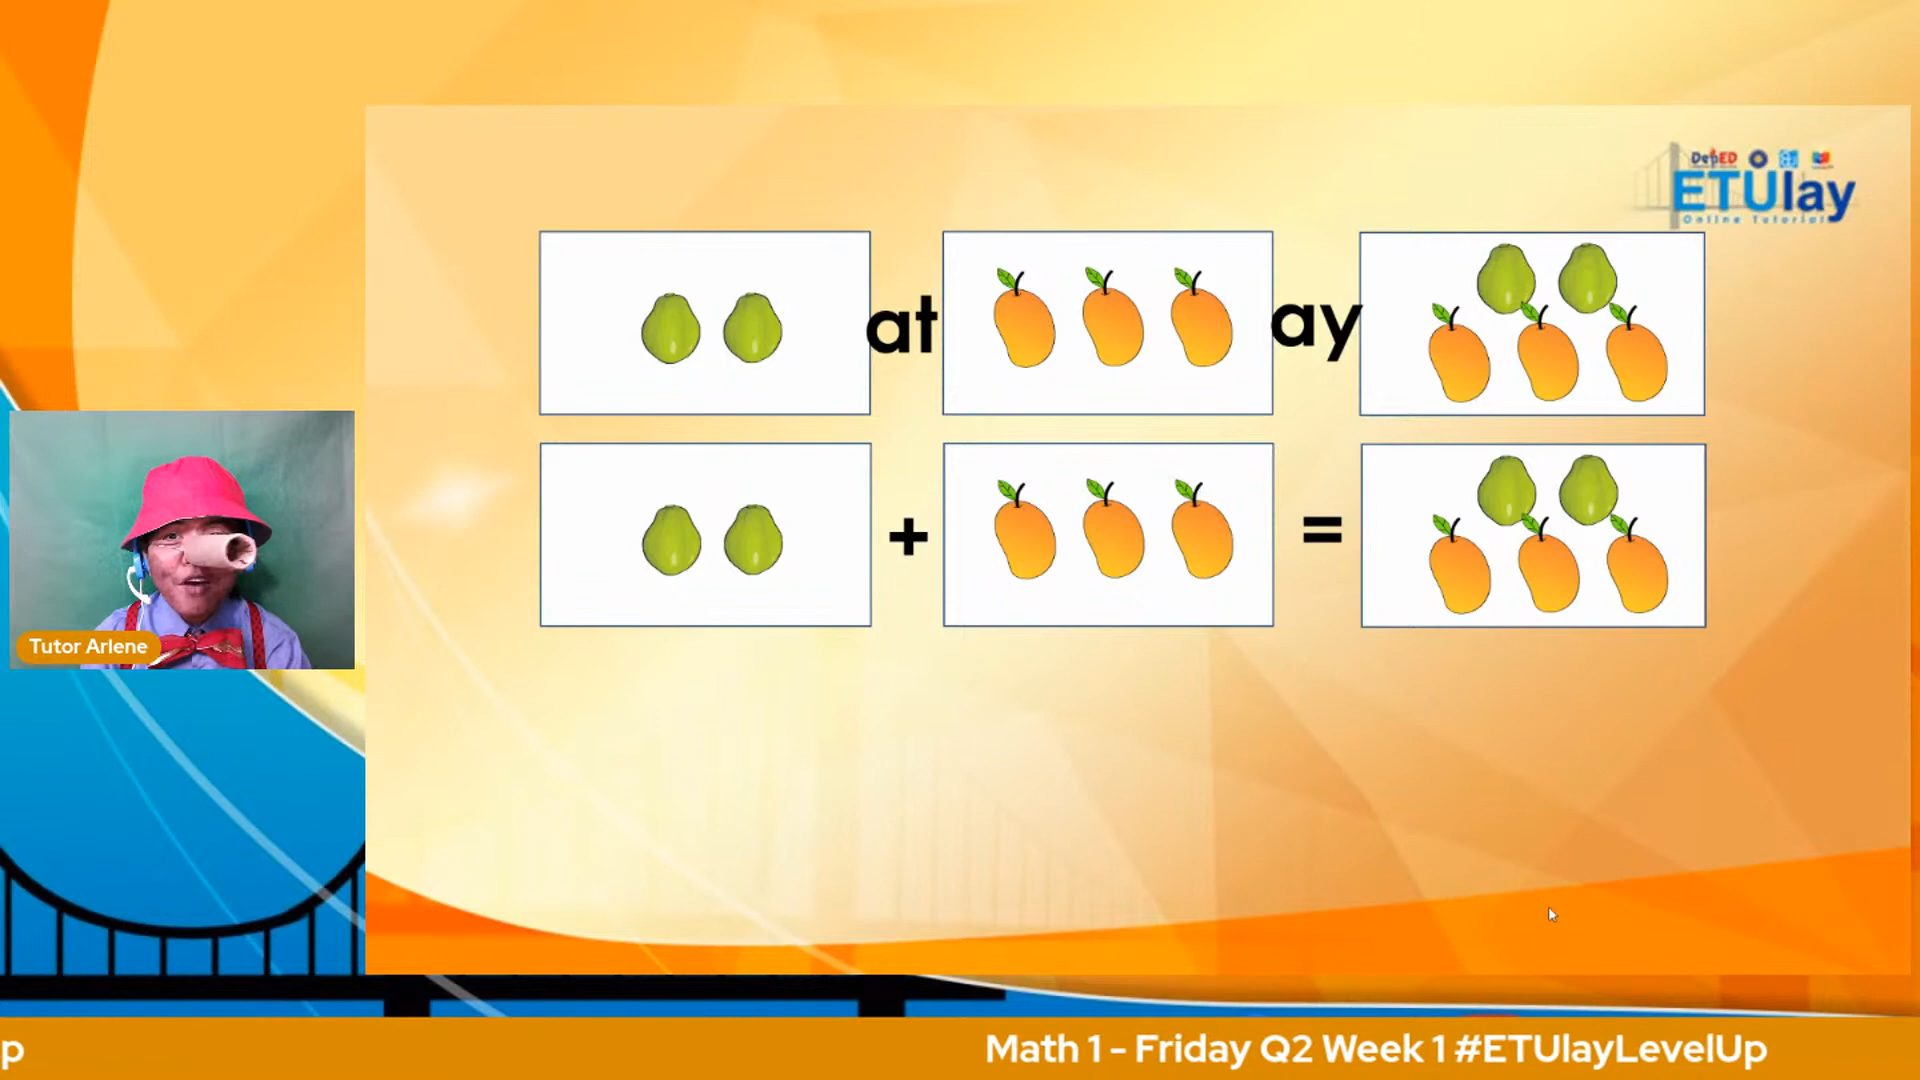 DepED
ETUlay
Online Tutorial
at
ay
+
=
Tutor Arlene
p
Math 1 - Friday Q2 Week 1 #ETUlayLevelUp